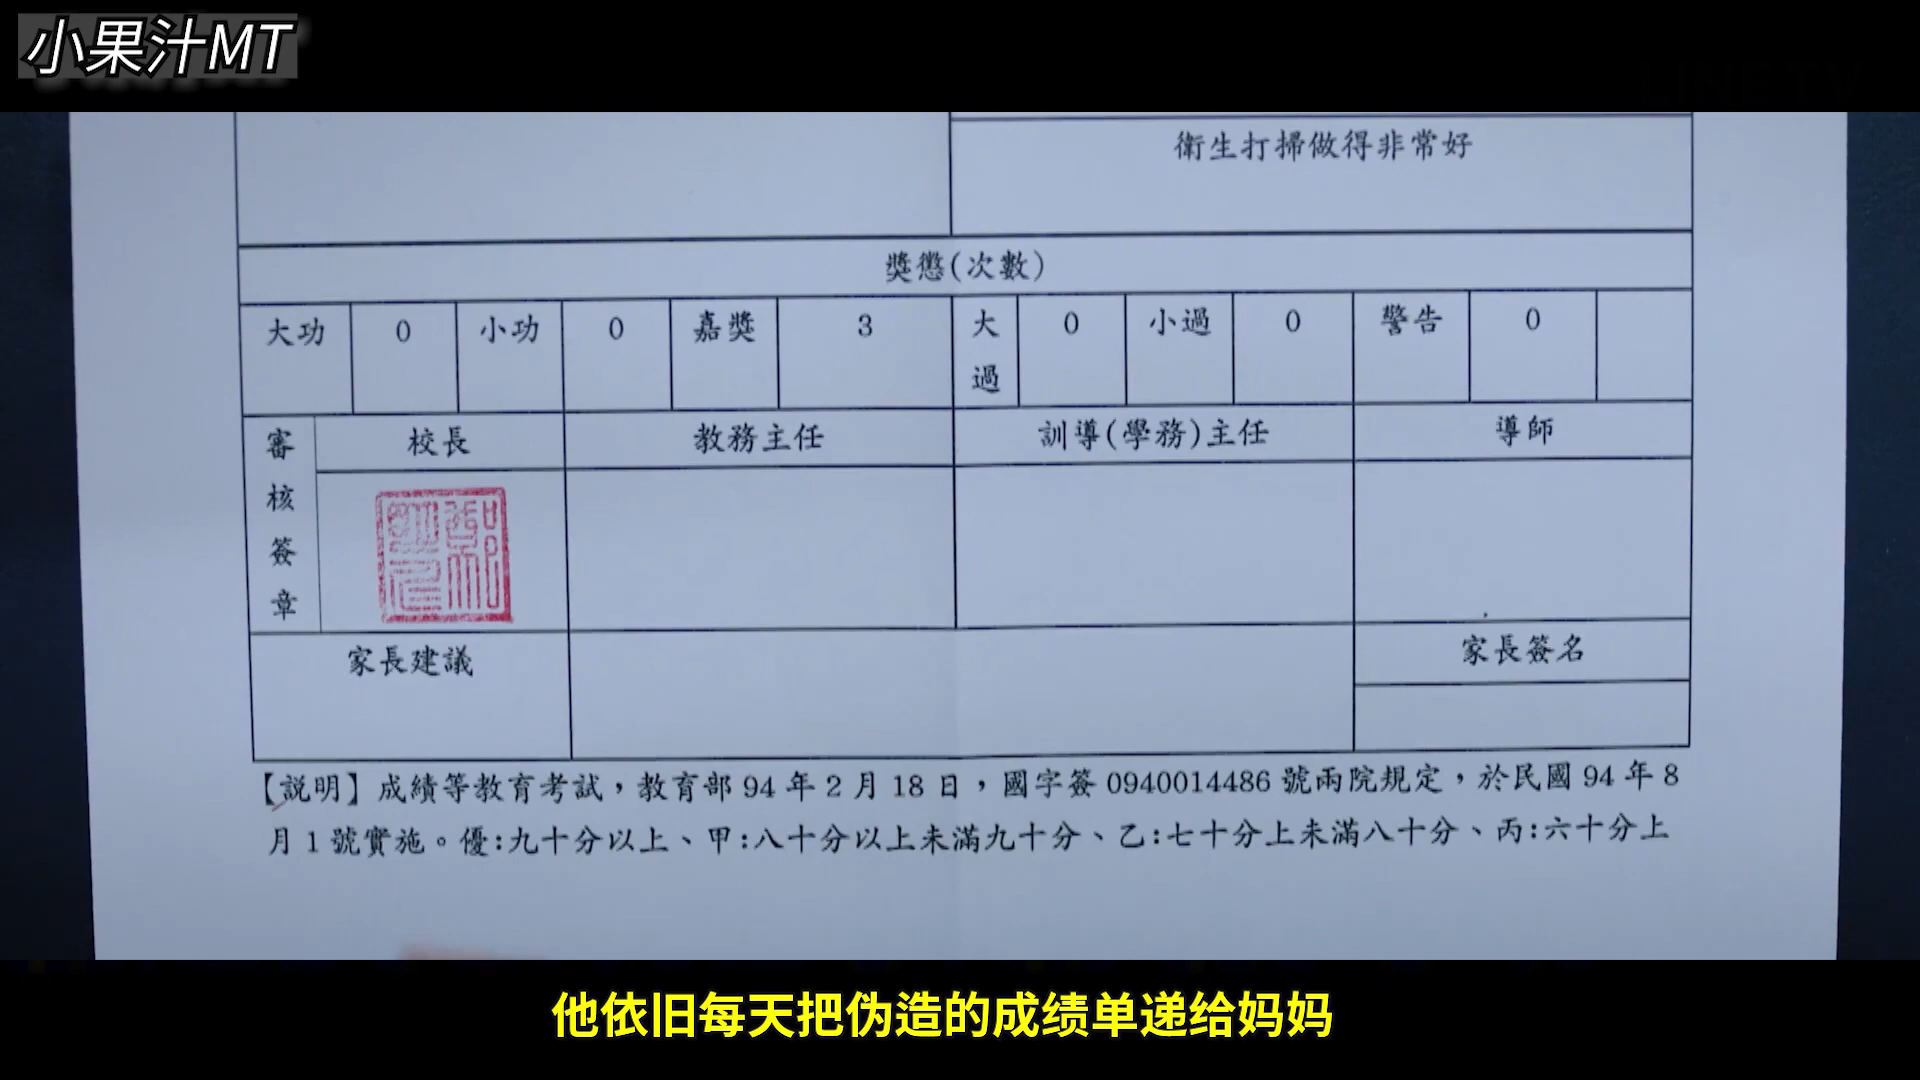 小果汁MT
衛生打掃做得非常好
獎懲(次數)
大功 0 小功 0 嘉獎 3 大過 0 小過 0 警告 0
審核簽章 校長 教務主任 訓導(學務)主任 導師
家長建議 家長簽名
【説明】成績等教育考試，教育部94年2月18日，國字簽0940014486號兩院規定，於民國94年8
月1號實施。優:九十分以上、甲:八十分以上未滿九十分、乙:七十分上未滿八十分、丙:六十分上
他依旧每天把伪造的成绩单递给妈妈